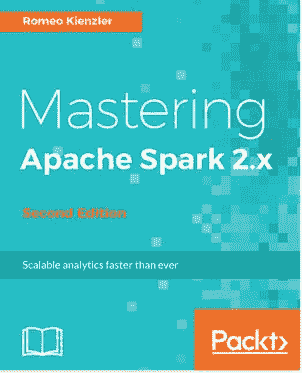 Romeo Kienzler
Mastering
Apache Spark 2.x
Second Edition
Scalable analytics faster than ever
Packt>